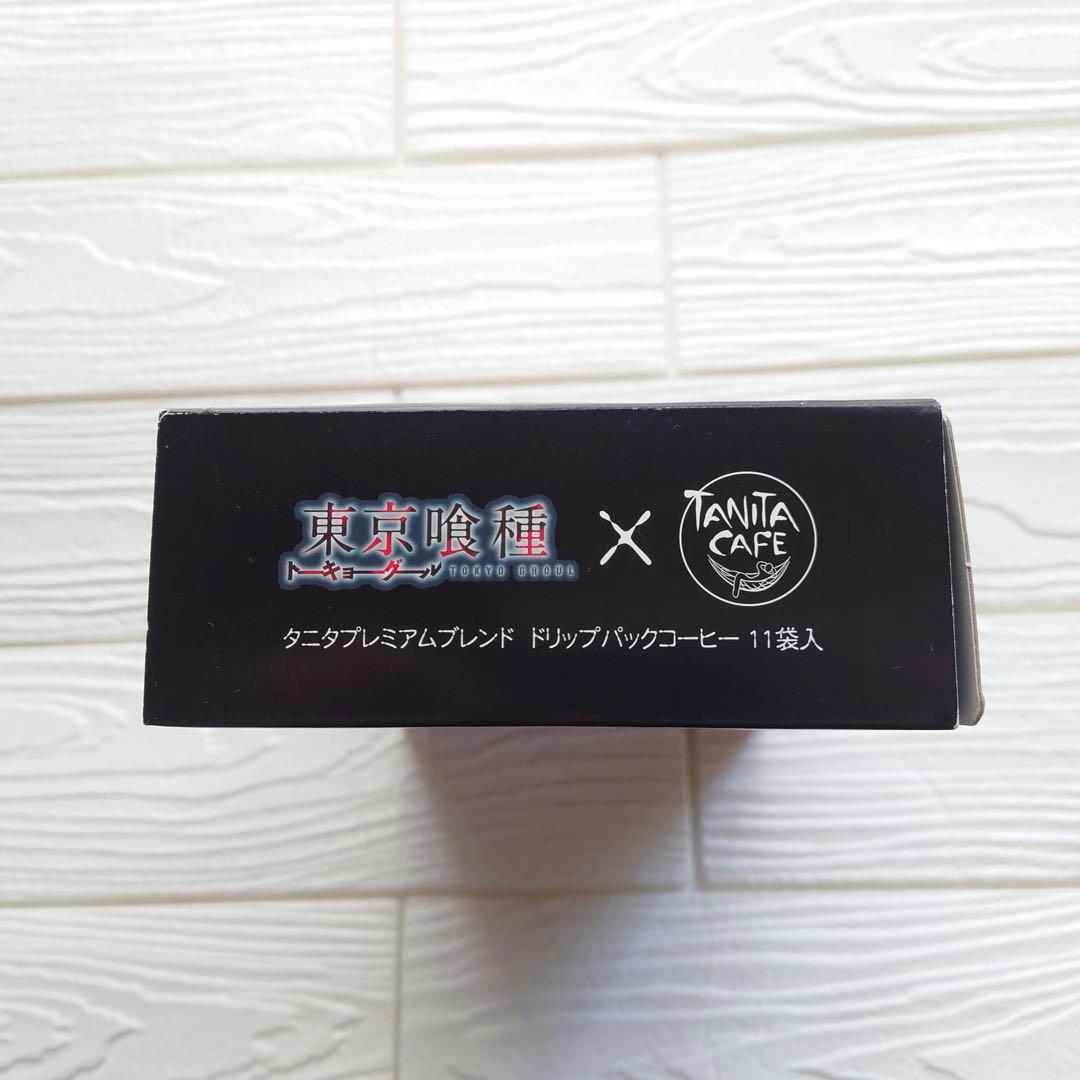 東京喰種
トーキョーグール TOKYO GHOUL
×
TANITA
CAFE
タニタプレミアムブレンド ドリップパックコーヒー 11袋入